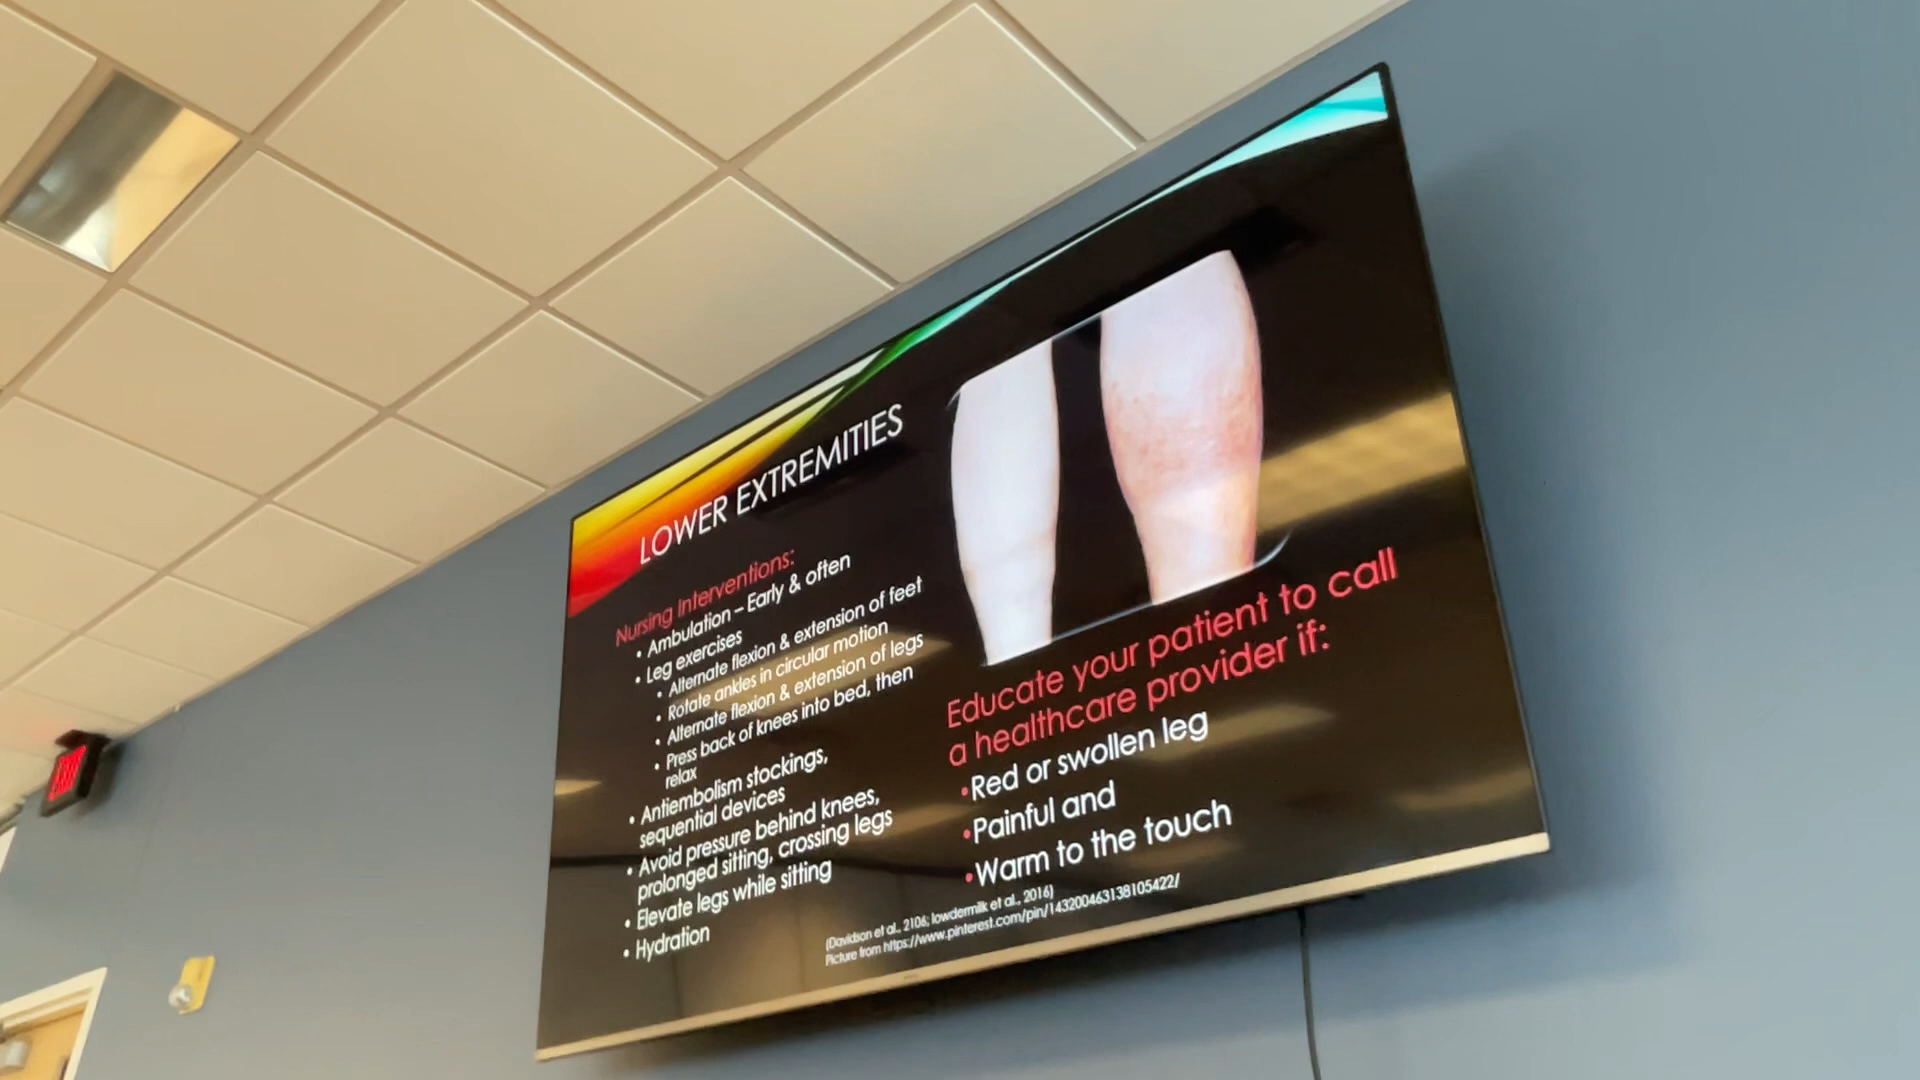 LOWER EXTREMITIES
Nursing Interventions:
• Ambulation – Early & often
• Leg exercises
• Alternate flexion & extension of feet
• Rotate ankles in circular motion
• Alternate flexion & extension of legs
• Press back of knees into bed, then
relax
• Antiembolism stockings,
sequential devices
• Avoid pressure behind knees,
prolonged sitting, crossing legs
• Elevate legs while sitting
• Hydration
Educate your patient to call
a healthcare provider if:
•Red or swollen leg
•Painful and
•Warm to the touch
(Davidson et al., 2106; lowdermilk et al., 2016)
Picture from https://www.pinterest.com/pin/143200463138105422/
EXIT